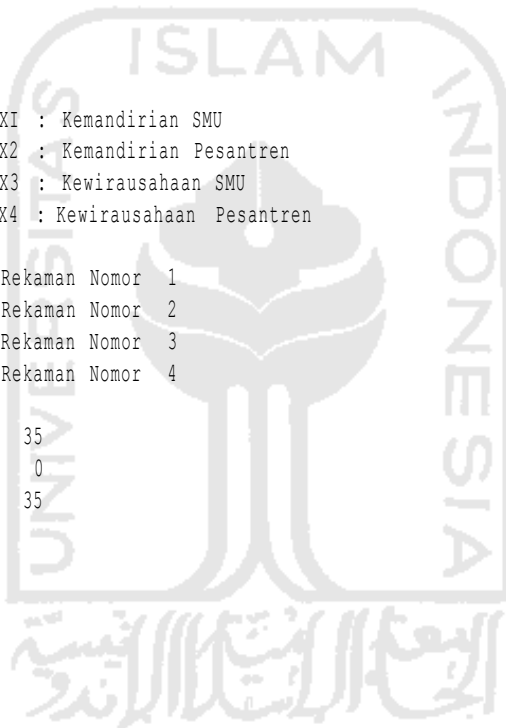 ISLAM
UNIVERSITAS
INDONESIA
XI : Kemandirian SMU
X2 : Kemandirian Pesantren
X3 : Kewirausahaan SMU
X4 : Kewirausahaan Pesantren
Rekaman Nomor 1
Rekaman Nomor 2
Rekaman Nomor 3
Rekaman Nomor 4
35
0
35